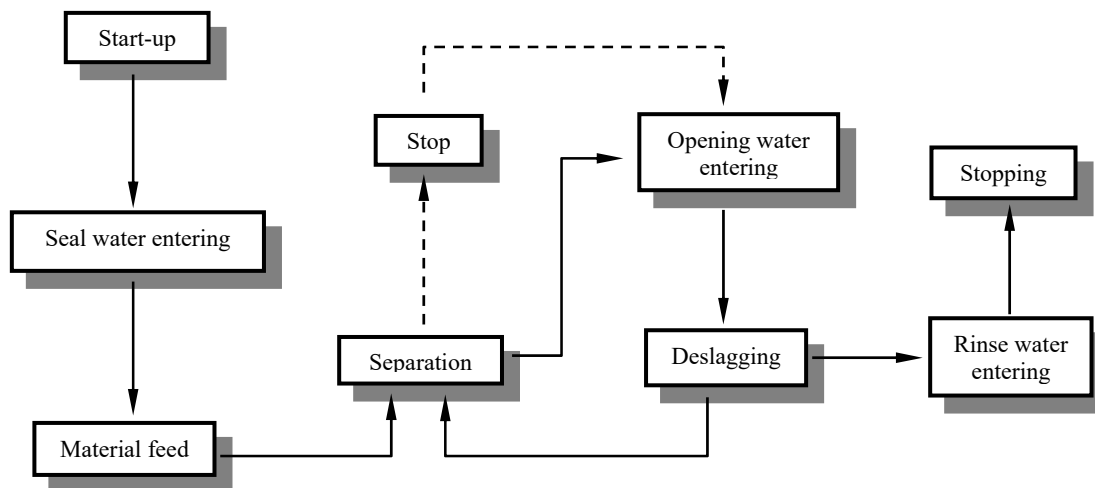 Start-up
Seal water entering
Material feed
Separation
Stop
Opening water
entering
Deslagging
Rinse water
entering
Stopping